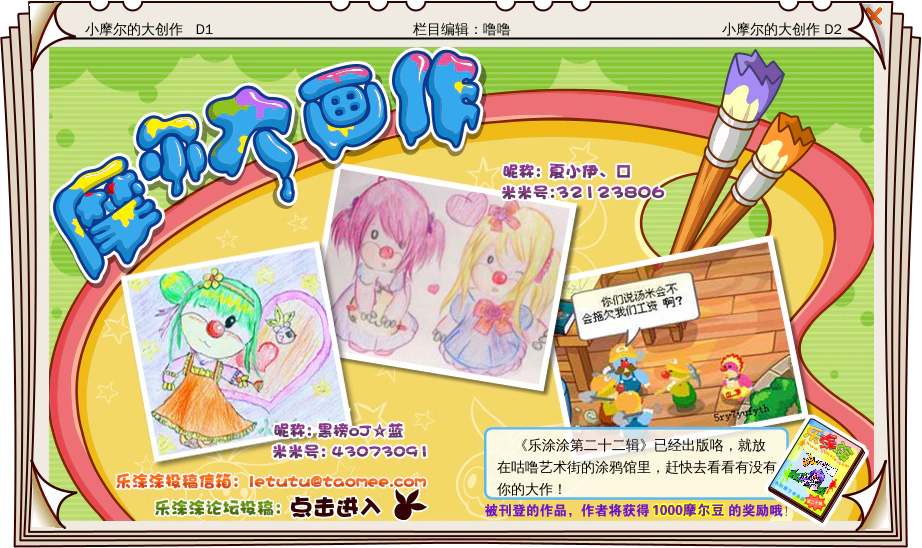 小摩尔的大创作 D1
栏目编辑：噜噜
小摩尔的大创作 D2
摩尔大画作
昵称: 夏小伊、口
米米号:32123806
你们说汤米会不
会拖欠我们工资 啊?
昵称: 黑榜oJ☆蓝
米米号: 43073091
《乐涂涂第二十二辑》已经出版咯，就放
在咕噜艺术街的涂鸦馆里，赶快去看看有没有
你的大作！
乐涂涂
乐涂涂投稿信箱: letutu@taomee.com
乐涂涂论坛投稿: 点击进入
被刊登的作品，作者将获得 1000摩尔豆 的奖励哦!